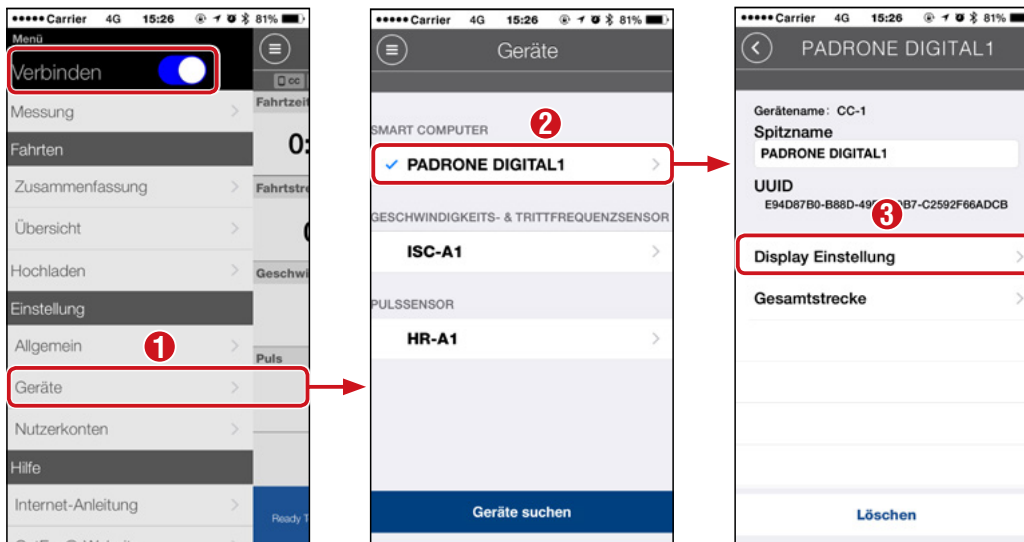 Carrier 4G 15:26 81%
Menü
Verbinden
Messung
Fahrten
Zusammenfassung
Übersicht
Hochladen
Einstellung
Allgemein
1
Geräte
Nutzerkonten
Hilfe
Internet-Anleitung
CC
Fahrtzeit
0:
Fahrtstre
Geschwi
Puls
Ready T
Carrier 4G 15:26 81%
Geräte
SMART COMPUTER
2
PADRONE DIGITAL1
GESCHWINDIGKEITS- & TRITTFREQUENZSENSOR
ISC-A1
PULSSENSOR
HR-A1
Geräte suchen
Carrier 4G 15:26 81%
PADRONE DIGITAL1
Gerätename: CC-1
Spitzname
PADRONE DIGITAL1
UUID
E94D87B0-B88D-49 B7-C2592F66ADCB
3
Display Einstellung
Gesamtstrecke
Löschen